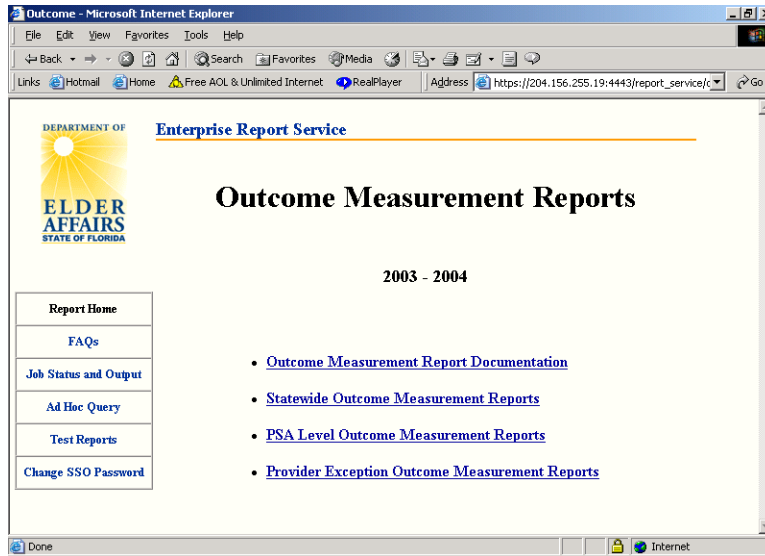 Outcome - Microsoft Internet Explorer
File Edit View Favorites Tools Help
Back Search Favorites Media
Links Hotmail Home Free AOL & Unlimited Internet RealPlayer Address https://204.156.255.19:4443/report_service/c Go
DEPARTMENT OF
ELDER
AFFAIRS
STATE OF FLORIDA
Enterprise Report Service
Outcome Measurement Reports
2003 - 2004
Report Home
FAQs
Job Status and Output
Ad Hoc Query
Test Reports
Change SSO Password
• Outcome Measurement Report Documentation
• Statewide Outcome Measurement Reports
• PSA Level Outcome Measurement Reports
• Provider Exception Outcome Measurement Reports
Done Internet